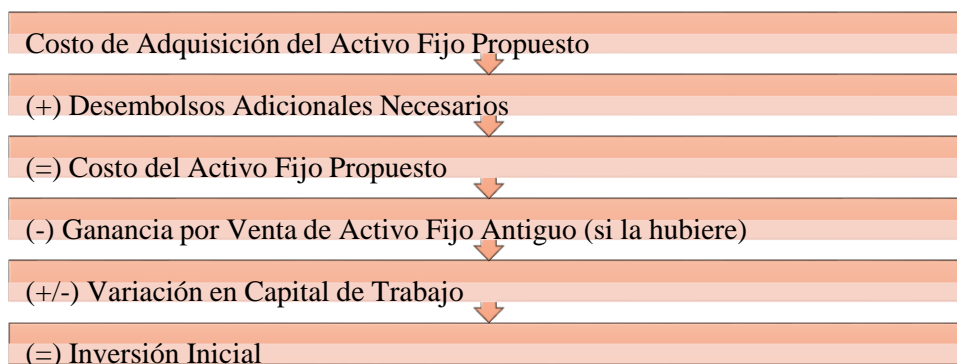 Costo de Adquisición del Activo Fijo Propuesto
(+) Desembolsos Adicionales Necesarios
(=) Costo del Activo Fijo Propuesto
(-) Ganancia por Venta de Activo Fijo Antiguo (si la hubiere)
(+/-) Variación en Capital de Trabajo
(=) Inversión Inicial